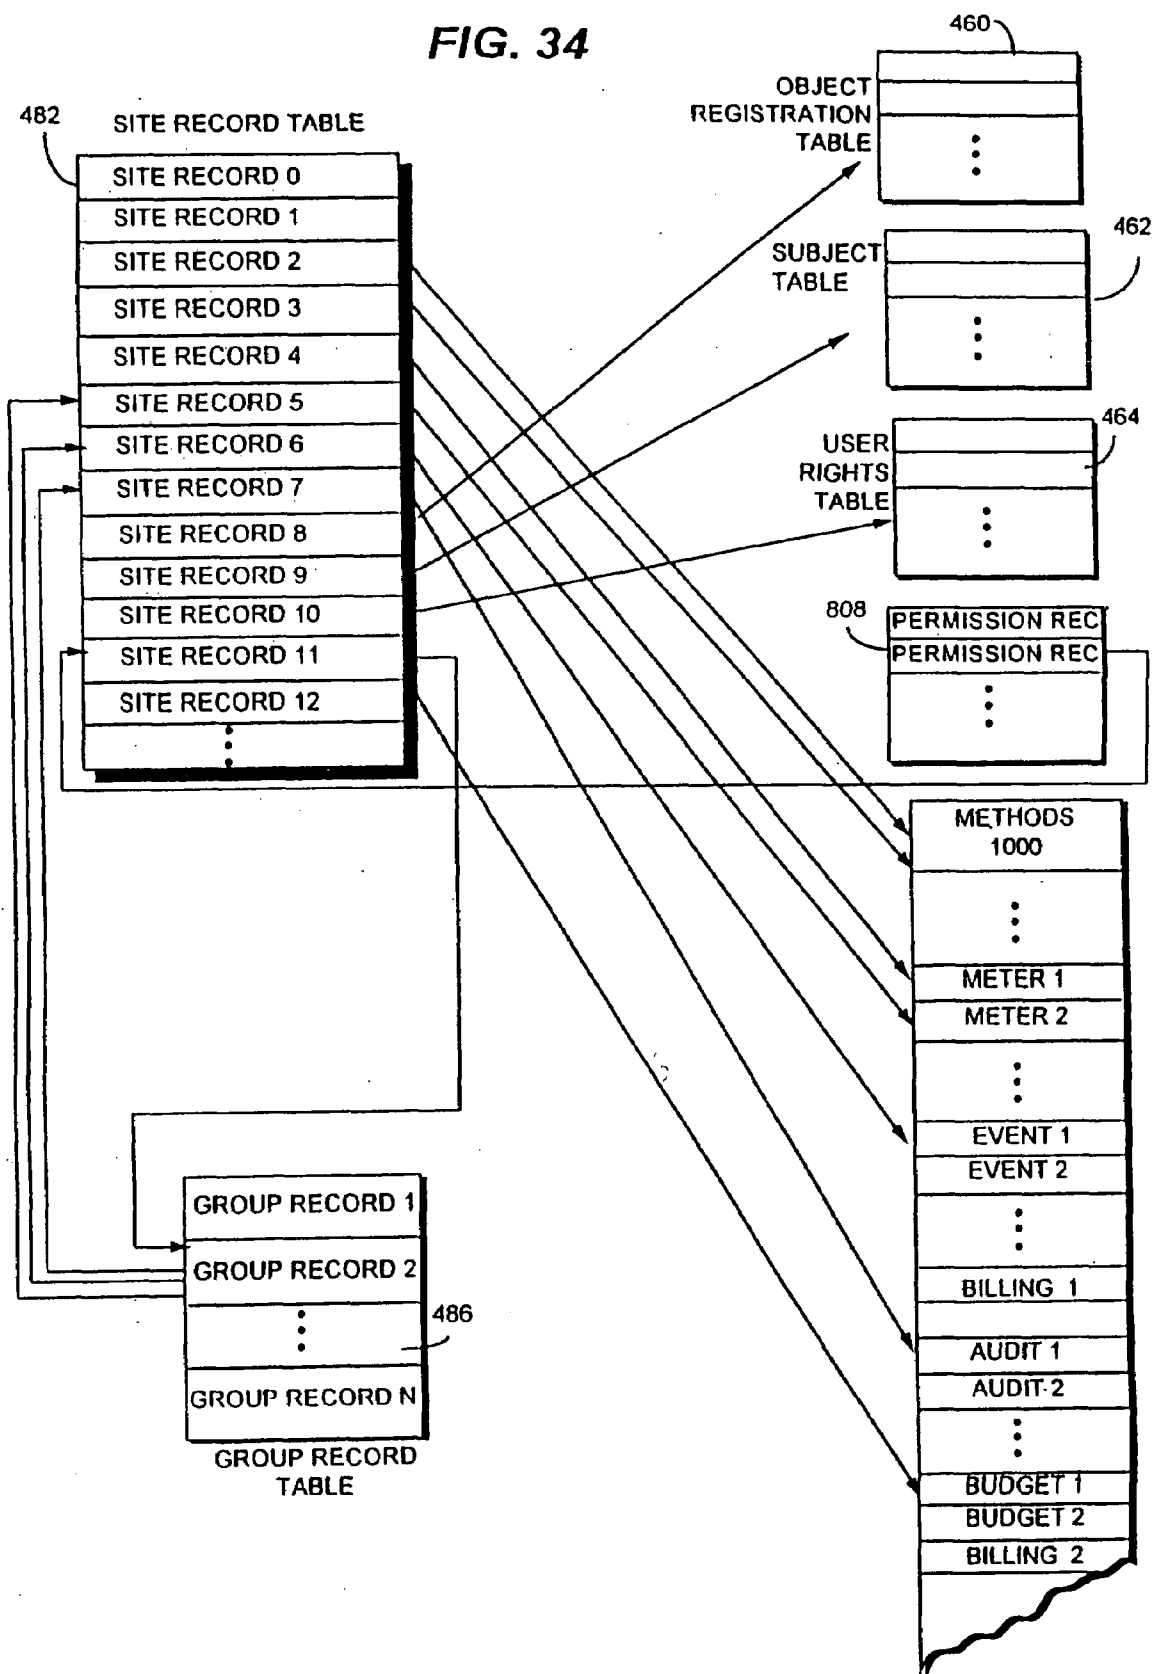 FIG. 34
482
SITE RECORD TABLE
SITE RECORD 0
SITE RECORD 1
SITE RECORD 2
SITE RECORD 3
SITE RECORD 4
SITE RECORD 5
SITE RECORD 6
SITE RECORD 7
SITE RECORD 8
SITE RECORD 9
SITE RECORD 10
SITE RECORD 11
SITE RECORD 12
460
OBJECT
REGISTRATION
TABLE
462
SUBJECT
TABLE
464
USER
RIGHTS
TABLE
808
PERMISSION REC
PERMISSION REC
METHODS
1000
METER 1
METER 2
EVENT 1
EVENT 2
BILLING 1
AUDIT 1
AUDIT 2
BUDGET 1
BUDGET 2
BILLING 2
GROUP RECORD 1
GROUP RECORD 2
486
GROUP RECORD N
GROUP RECORD
TABLE